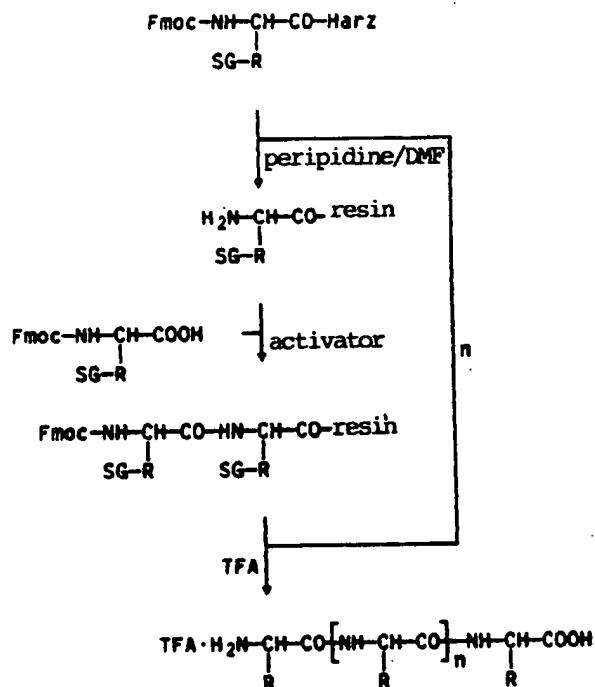 Fmoc-NH-CH-CO-Harz
SG-R
peripidine/DMF
H₂N-CH-CO-resin
SG-R
Fmoc-NH-CH-COOH
SG-R
activator
n
Fmoc-NH-CH-CO-HN-CH-CO-resin
SG-R SG-R
TFA
TFA·H₂N-CH-CO[NH-CH-CO]ₙNH-CH-COOH
R R R